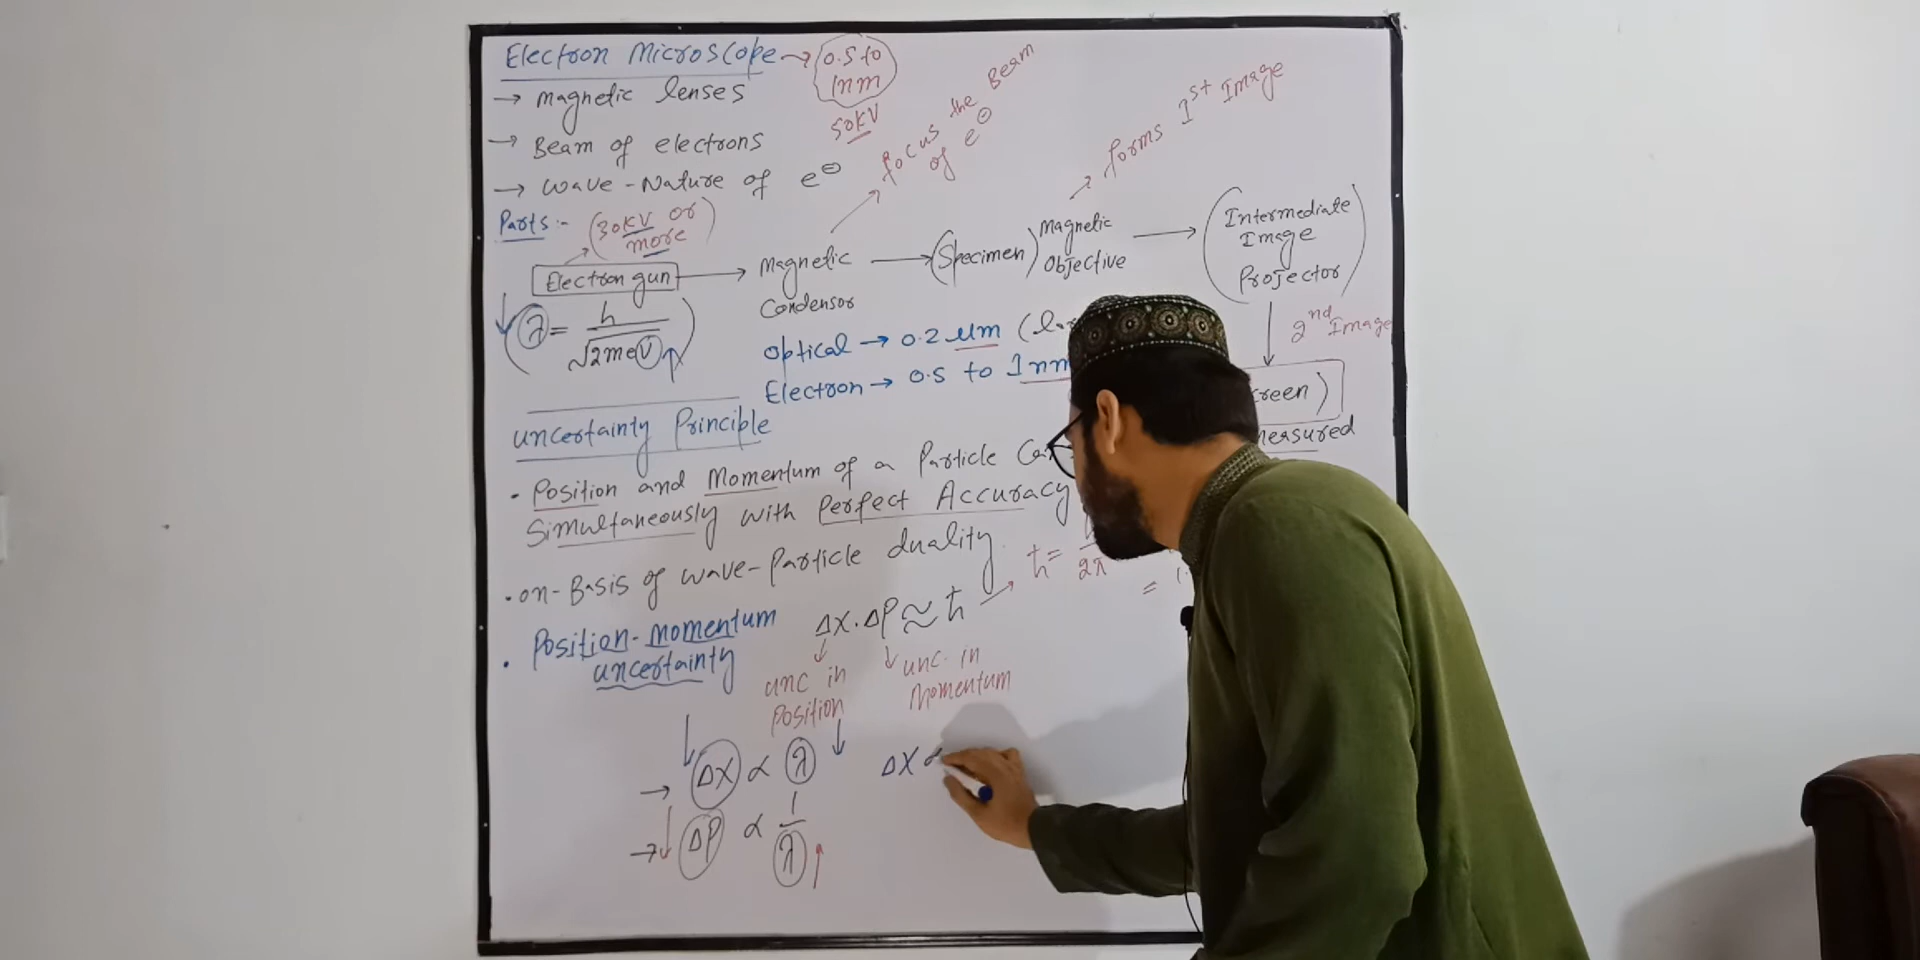 Electron Microscope → 0.5 to
1nm
50KV
→ Magnetic lenses
→ Beam of electrons
→ wave-Nature of e⊖
focus the Beam
of e⊖
forms 1st Image
Parts:- (30KV or
more)
Electron gun → Magnetic
Condensor
→ (Specimen) Magnetic
Objective
→ (Intermediate
Image
Projector)
2nd Image
λ = h
√2meV
Optical → 0.2 μm
Electron → 0.5 to 1nm
measured
Uncertainty Principle
• Position and Momentum of a Particle
Simultaneously with Perfect Accuracy
• on-Basis of wave-Particle duality
ħ =
2π
=
• Position-momentum
uncertainty
Δx.ΔP ≈ ħ
unc in
Position
unc. in
Momentum
→ Δx ∝ λ
Δx ∝
→ ΔP ∝ 1
λ